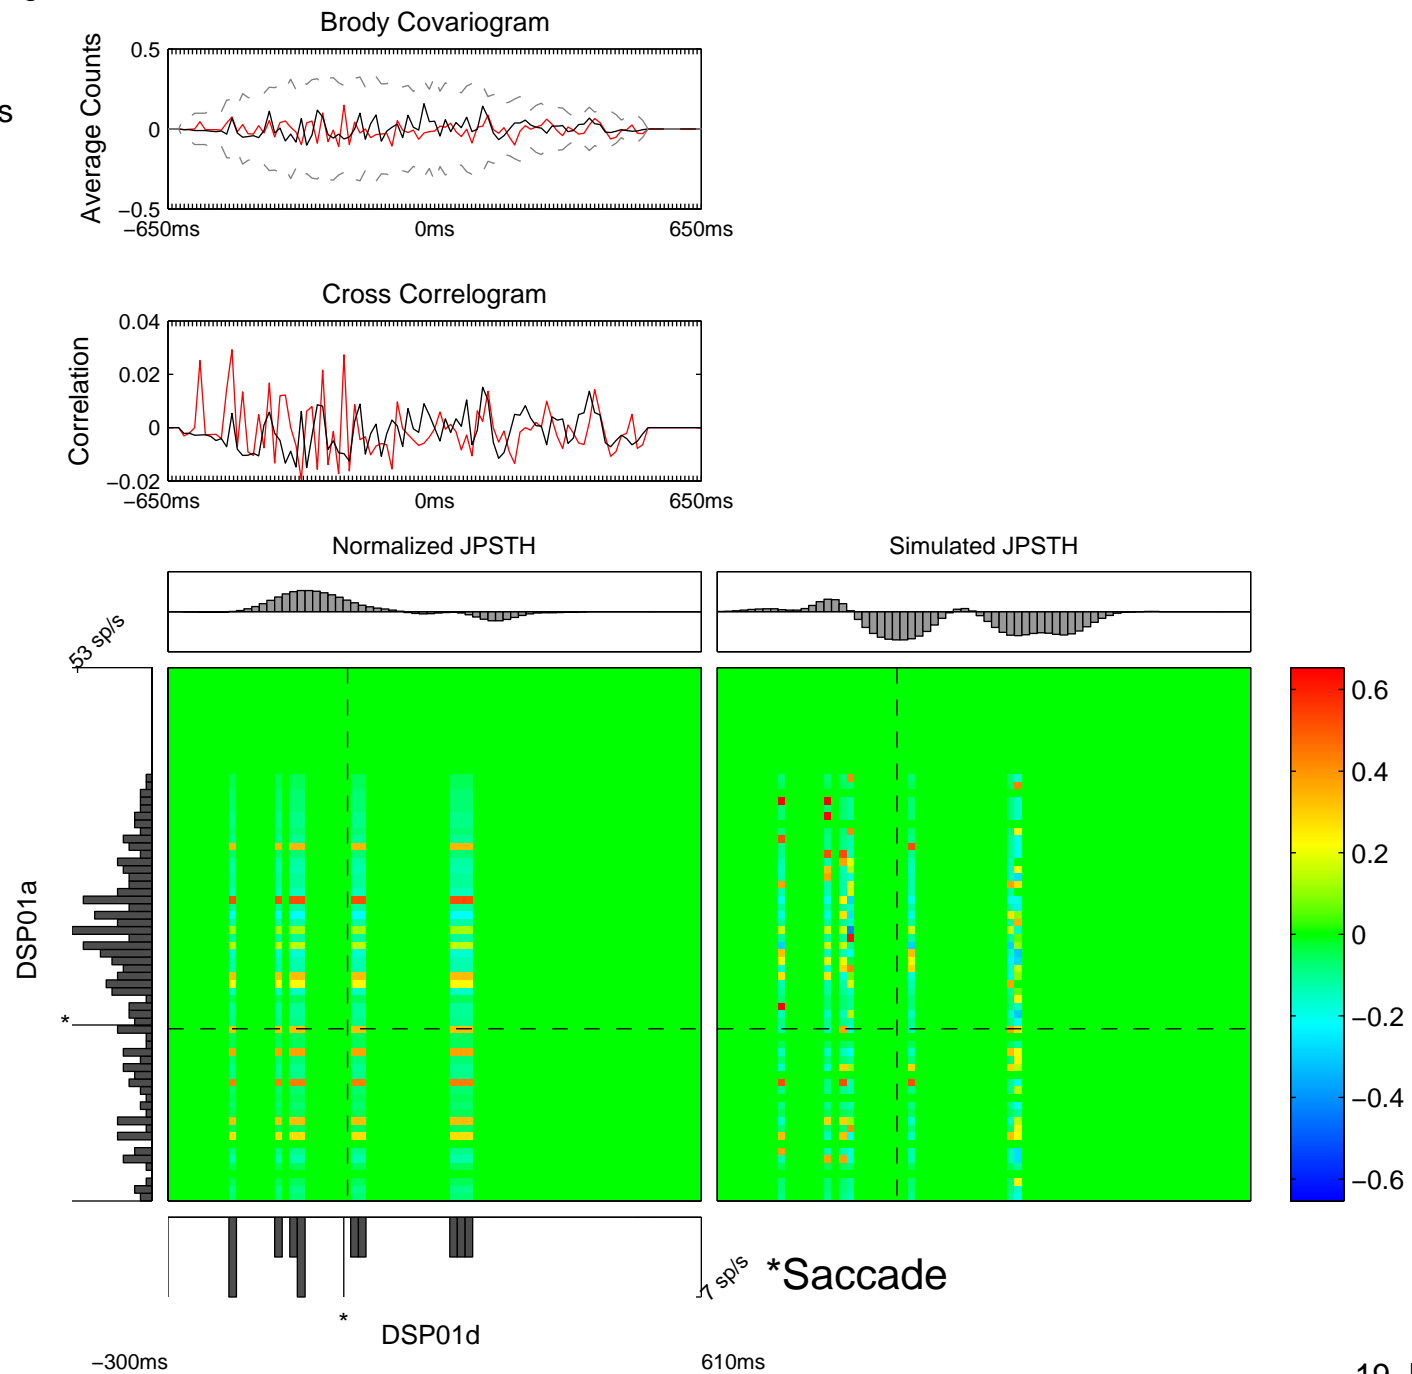 s
Brody Covariogram
Average Counts
0.5
0
−0.5
−650ms
0ms
650ms
Cross Correlogram
Correlation
0.04
0.02
0
−0.02
−650ms
0ms
650ms
Normalized JPSTH
Simulated JPSTH
53 sp/s
DSP01a
*
0.6
0.4
0.2
0
−0.2
−0.4
−0.6
7 sp/s
*Saccade
*
DSP01d
−300ms
610ms